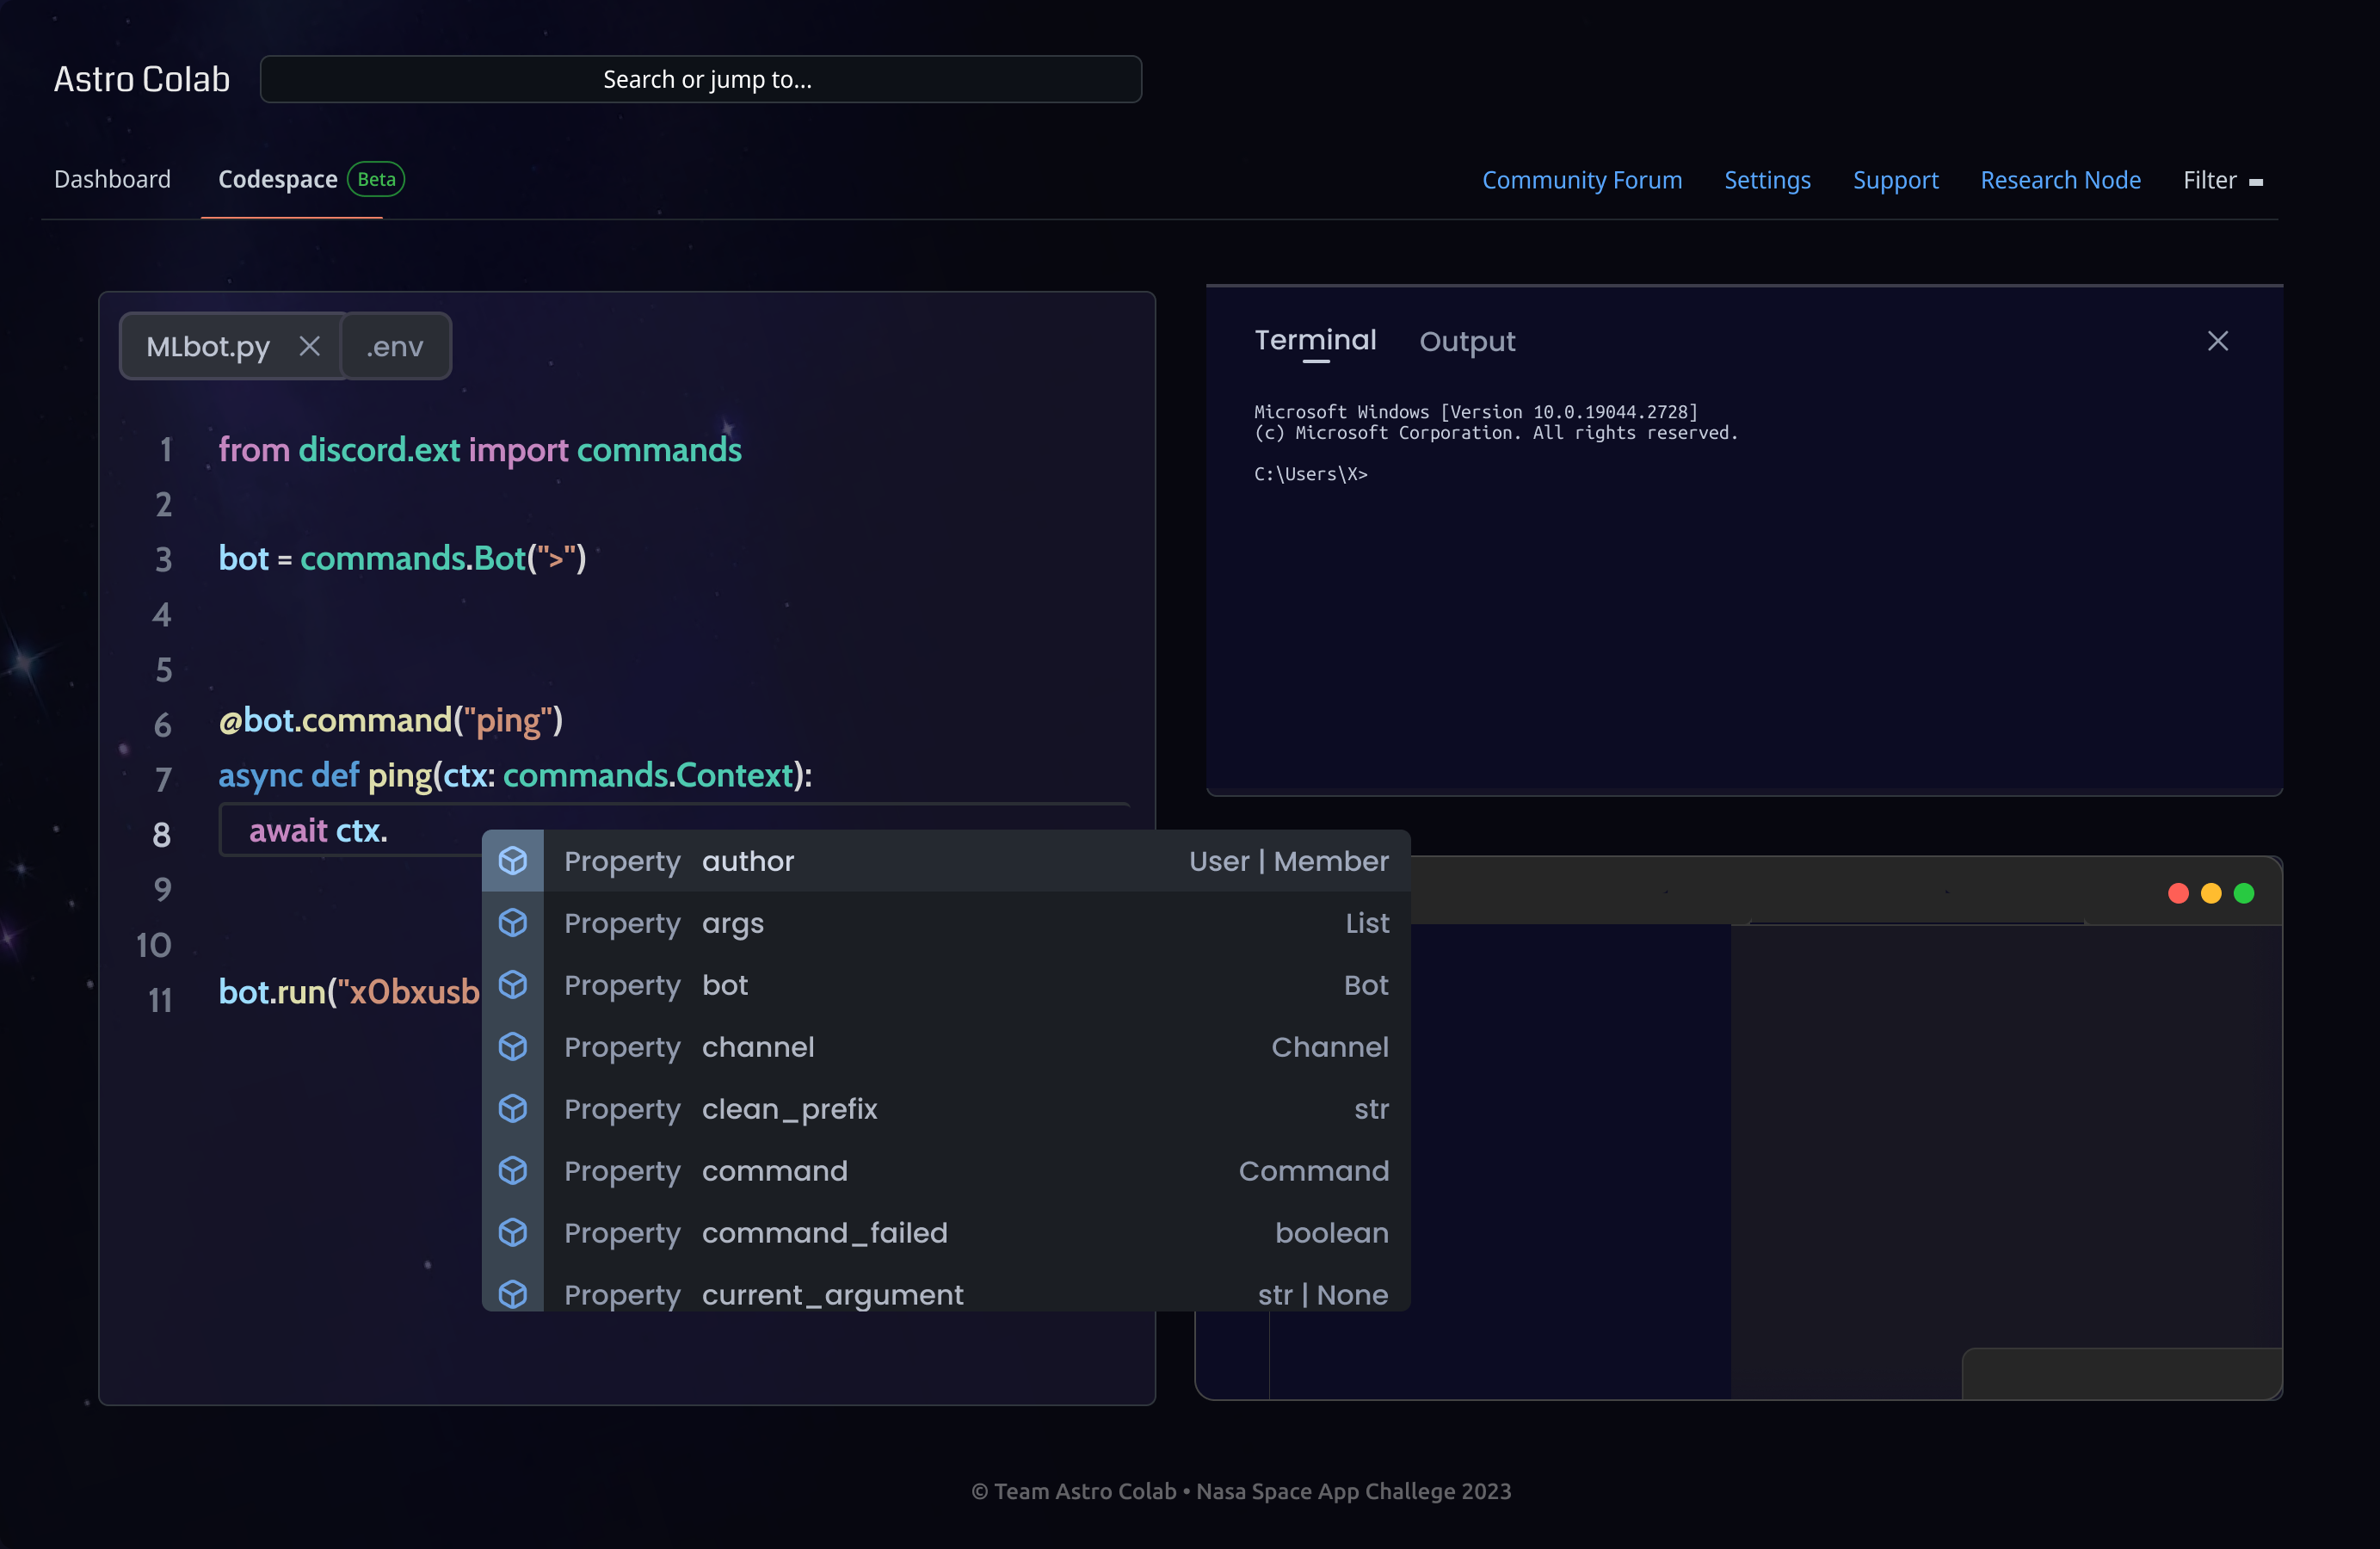 Astro Colab
Search or jump to...
Dashboard
Codespace
Beta
Community Forum
Settings
Support
Research Node
Filter
MLbot.py
.env
1 from discord.ext import commands
2
3 bot = commands.Bot(">")
4
5
6 @bot.command("ping")
7 async def ping(ctx: commands.Context):
8 await ctx.
9
10
11 bot.run("x0bxusb
Property author User | Member
Property args List
Property bot Bot
Property channel Channel
Property clean_prefix str
Property command Command
Property command_failed boolean
Property current_argument str | None
Terminal
Output
Microsoft Windows [Version 10.0.19044.2728]
(c) Microsoft Corporation. All rights reserved.
C:\Users\X>
© Team Astro Colab • Nasa Space App Challege 2023